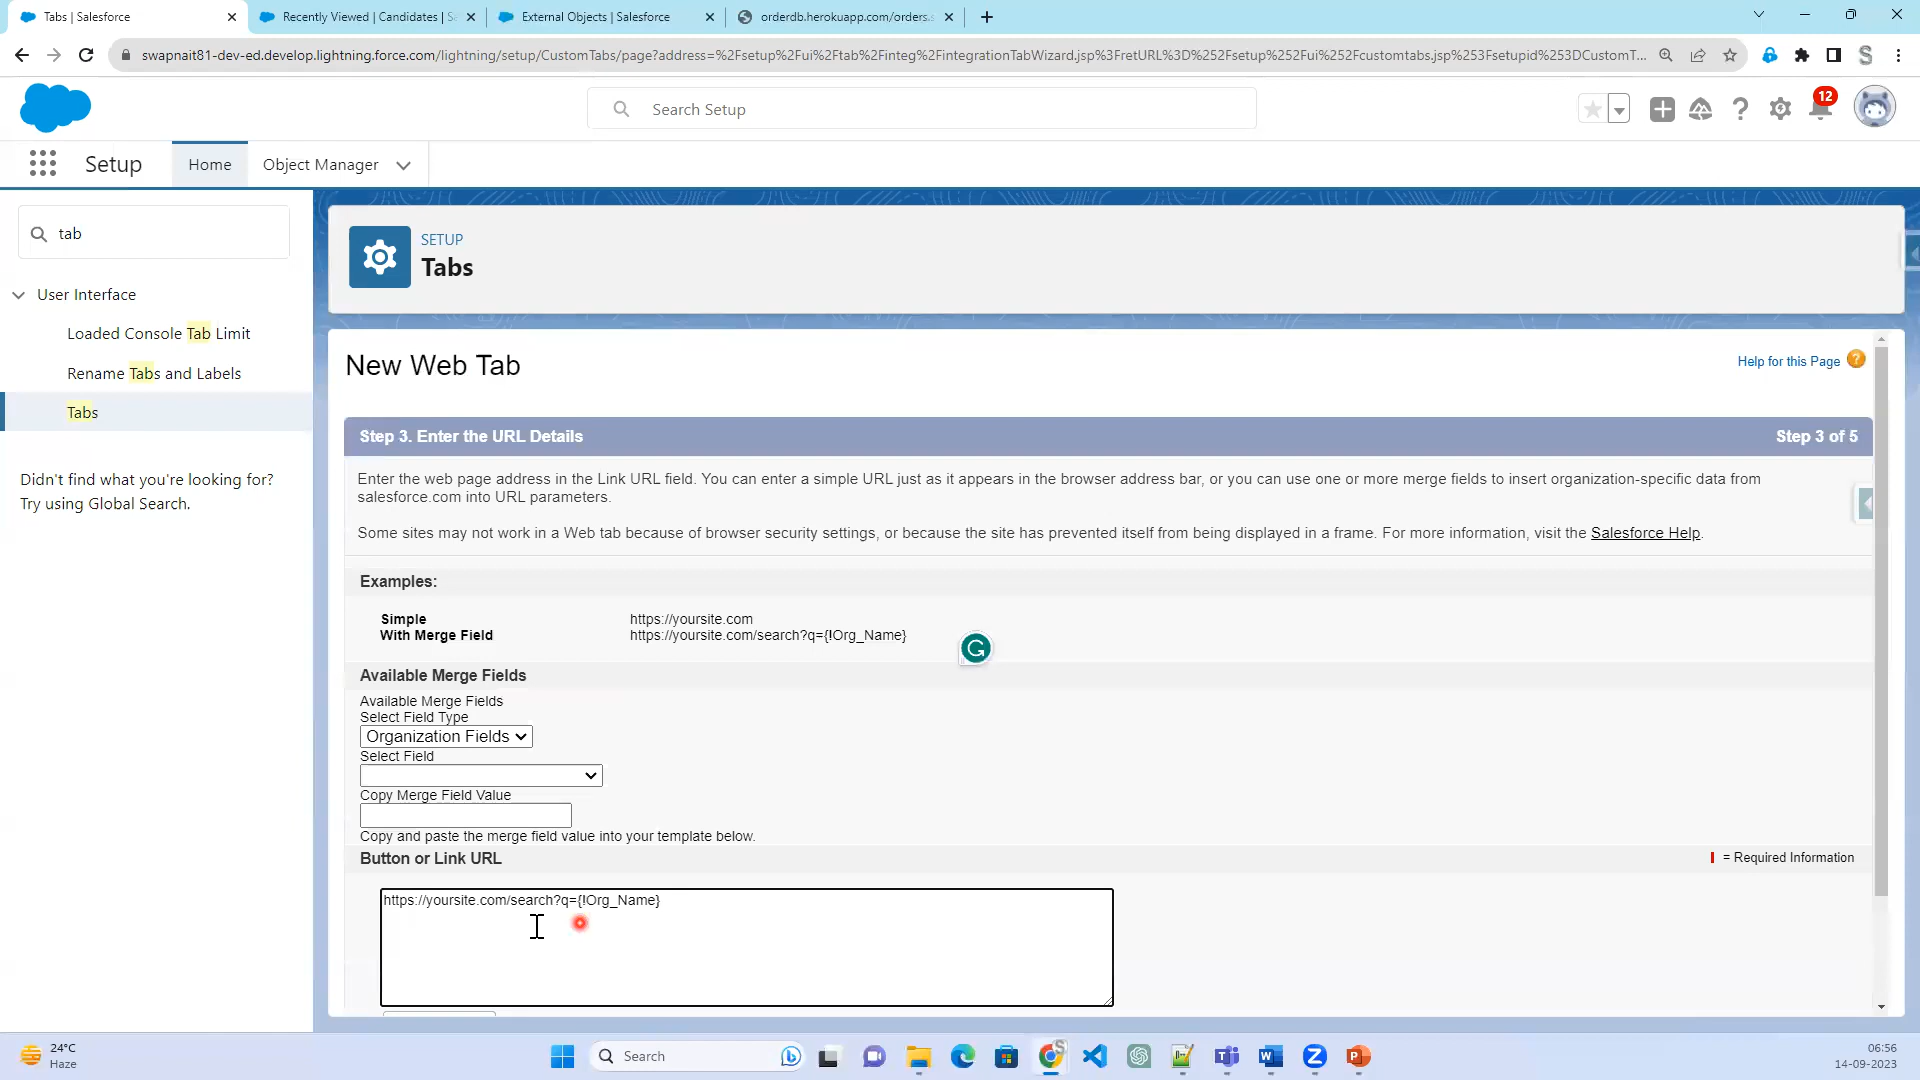 Tabs | Salesforce
Recently Viewed | Candidates | Sa
External Objects | Salesforce
orderdb.herokuapp.com/orders.s
swapnait81-dev-ed.develop.lightning.force.com/lightning/setup/CustomTabs/page?address=%2Fsetup%2Fui%2Ftab%2Finteg%2FintegrationTabWizard.jsp%3FretURL%3D%252Fsetup%252Fui%252Fcustomtabs.jsp%253Fsetupid%253DCustomT...
Search Setup
12
Setup
Home
Object Manager
tab
User Interface
Loaded Console Tab Limit
Rename Tabs and Labels
Tabs
Didn't find what you're looking for?
Try using Global Search.
SETUP
Tabs
New Web Tab
Help for this Page
Step 3. Enter the URL Details
Step 3 of 5
Enter the web page address in the Link URL field. You can enter a simple URL just as it appears in the browser address bar, or you can use one or more merge fields to insert organization-specific data from
salesforce.com into URL parameters.
Some sites may not work in a Web tab because of browser security settings, or because the site has prevented itself from being displayed in a frame. For more information, visit the Salesforce Help.
Examples:
Simple https://yoursite.com
With Merge Field https://yoursite.com/search?q={!Org_Name}
Available Merge Fields
Available Merge Fields
Select Field Type
Organization Fields
Select Field
Copy Merge Field Value
Copy and paste the merge field value into your template below.
Button or Link URL
= Required Information
https://yoursite.com/search?q={!Org_Name}
24°C
Haze
Search
06:56
14-09-2023